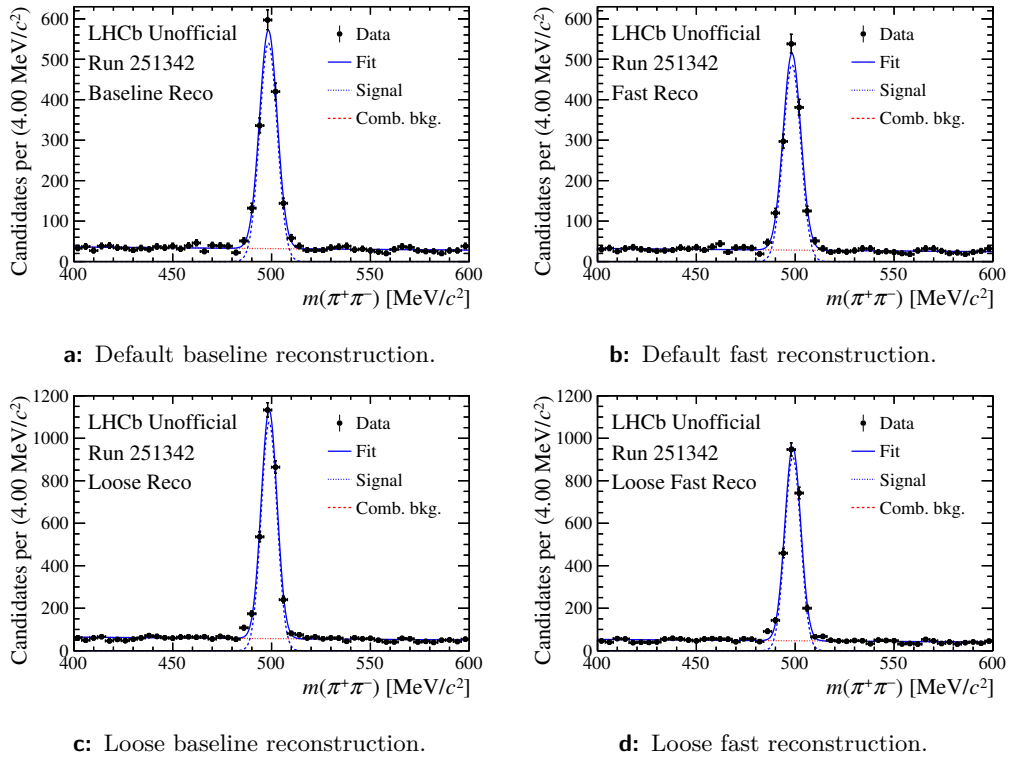 Candidates per (4.00 MeV/c²)
600
500
400
300
200
100
0
LHCb Unofficial
Run 251342
Baseline Reco
Data
Fit
Signal
Comb. bkg.
400 450 500 550 600
m(π⁺π⁻) [MeV/c²]
a: Default baseline reconstruction.
Candidates per (4.00 MeV/c²)
600
500
400
300
200
100
0
LHCb Unofficial
Run 251342
Fast Reco
Data
Fit
Signal
Comb. bkg.
400 450 500 550 600
m(π⁺π⁻) [MeV/c²]
b: Default fast reconstruction.
Candidates per (4.00 MeV/c²)
1200
1000
800
600
400
200
0
LHCb Unofficial
Run 251342
Loose Reco
Data
Fit
Signal
Comb. bkg.
400 450 500 550 600
m(π⁺π⁻) [MeV/c²]
c: Loose baseline reconstruction.
Candidates per (4.00 MeV/c²)
1200
1000
800
600
400
200
0
LHCb Unofficial
Run 251342
Loose Fast Reco
Data
Fit
Signal
Comb. bkg.
400 450 500 550 600
m(π⁺π⁻) [MeV/c²]
d: Loose fast reconstruction.